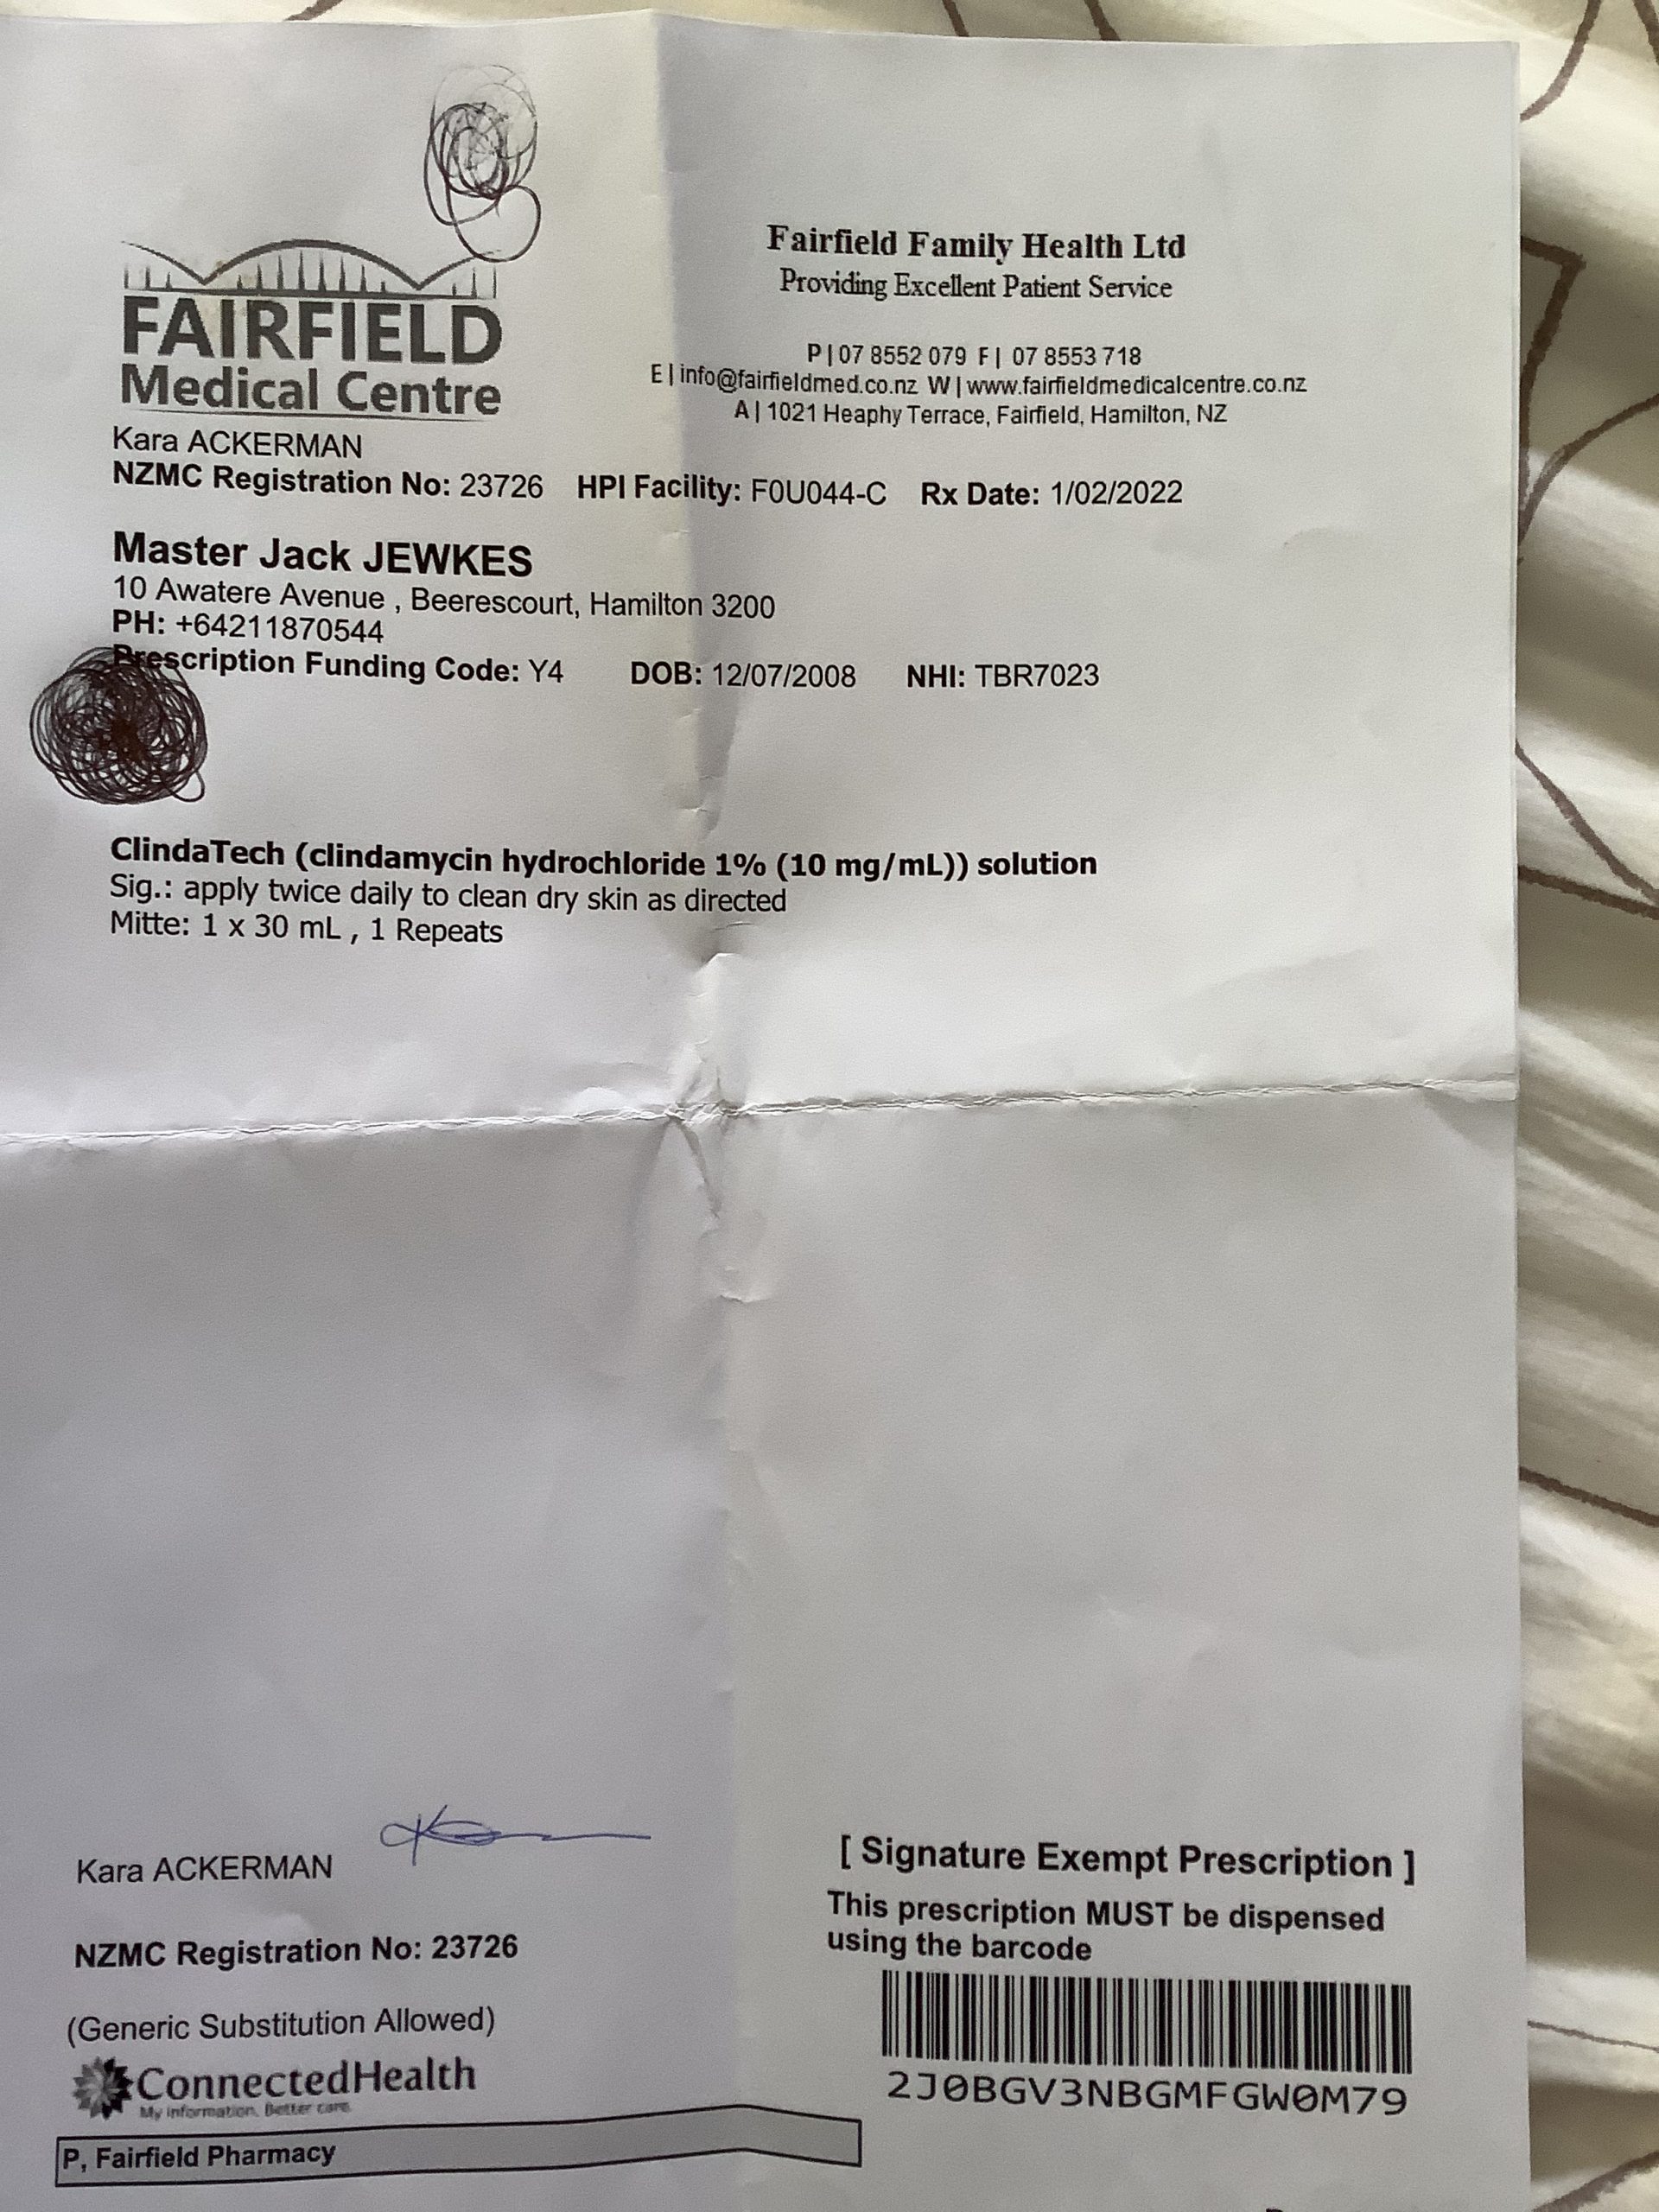 FAIRFIELD
Medical Centre
Fairfield Family Health Ltd
Providing Excellent Patient Service
P | 07 8552 079 F | 07 8553 718
E | info@fairfieldmed.co.nz W | www.fairfieldmedicalcentre.co.nz
A | 1021 Heaphy Terrace, Fairfield, Hamilton, NZ
Kara ACKERMAN
NZMC Registration No: 23726 HPI Facility: F0U044-C Rx Date: 1/02/2022
Master Jack JEWKES
10 Awatere Avenue , Beerescourt, Hamilton 3200
PH: +64211870544
Prescription Funding Code: Y4 DOB: 12/07/2008 NHI: TBR7023
ClindaTech (clindamycin hydrochloride 1% (10 mg/mL)) solution
Sig.: apply twice daily to clean dry skin as directed
Mitte: 1 x 30 mL , 1 Repeats
Kara ACKERMAN
NZMC Registration No: 23726
(Generic Substitution Allowed)
ConnectedHealth
My information. Better care.
P, Fairfield Pharmacy
[ Signature Exempt Prescription ]
This prescription MUST be dispensed
using the barcode
2J0BGV3NBGMFGW0M79